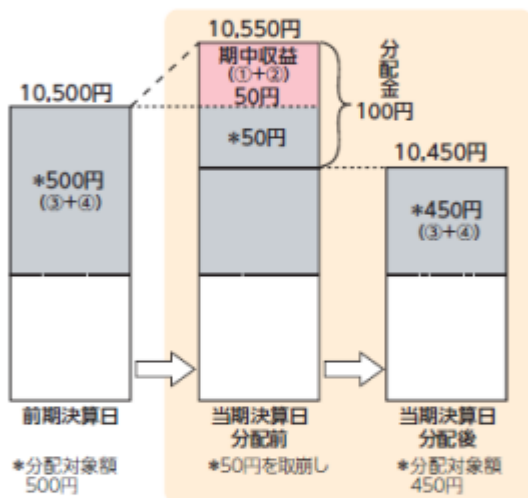 10,550円
期中収益
(①+②)
50円
*50円
分配金
100円
10,500円
*500円
(③+④)
10,450円
*450円
(③+④)
前期決算日
当期決算日
分配前
当期決算日
分配後
*分配対象額
500円
*50円を取崩し
*分配対象額
450円